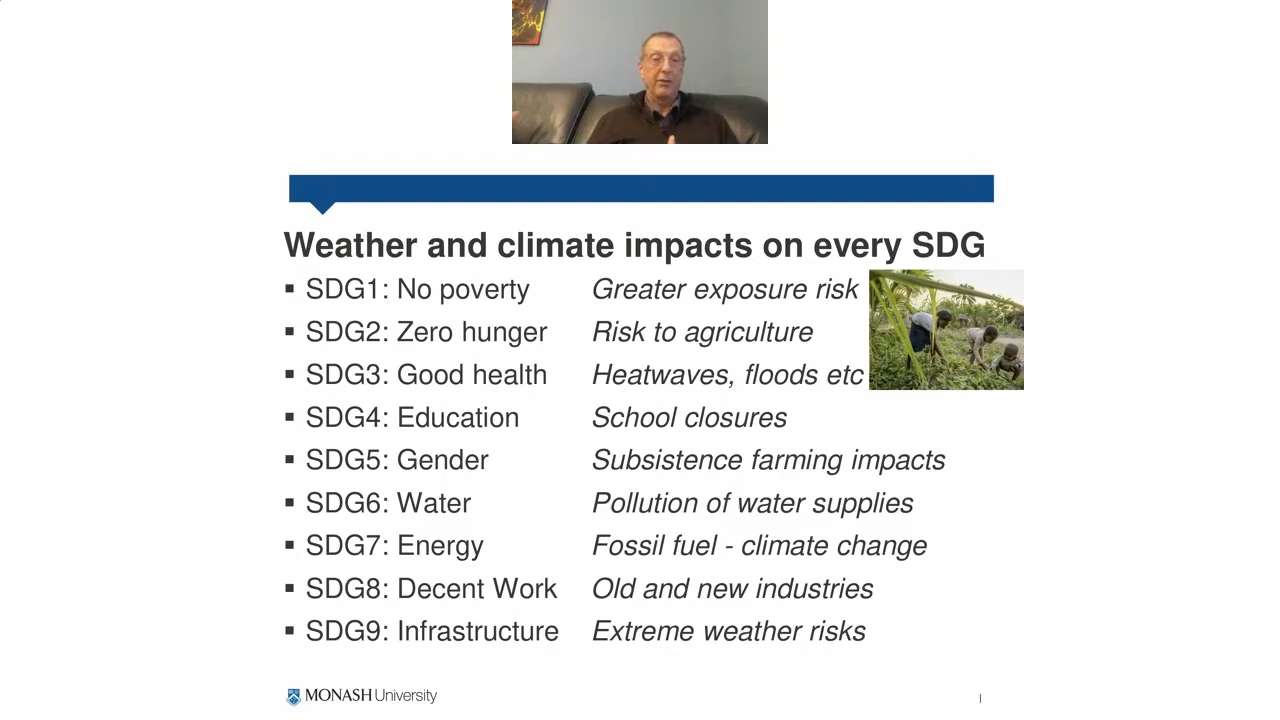 Weather and climate impacts on every SDG
▪ SDG1: No poverty Greater exposure risk
▪ SDG2: Zero hunger Risk to agriculture
▪ SDG3: Good health Heatwaves, floods etc
▪ SDG4: Education School closures
▪ SDG5: Gender Subsistence farming impacts
▪ SDG6: Water Pollution of water supplies
▪ SDG7: Energy Fossil fuel - climate change
▪ SDG8: Decent Work Old and new industries
▪ SDG9: Infrastructure Extreme weather risks
MONASH University